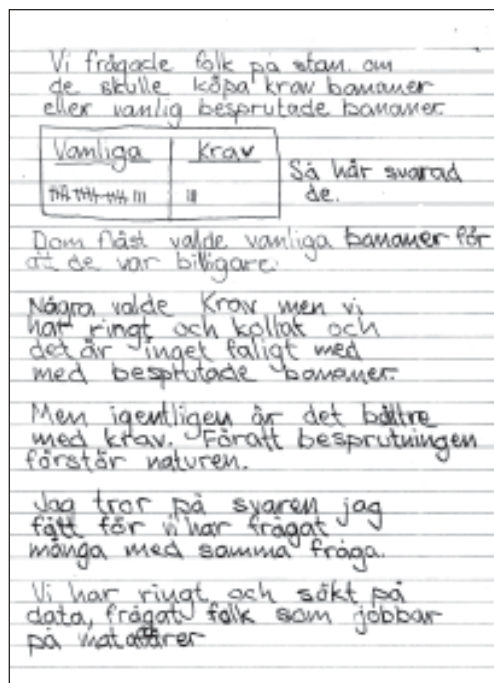 Vi frågade folk på stan om
de skulle köpa krav bananer
eller vanlig besprutade bananer.
Vanliga Krav
Så här svarad
de.
Dom fläst valde vanliga bananer för
att de var billigare.
Några valde Krav men vi
har ringt och kollat och
det är inget faligt med
med besprutade bananer.
Men igentligen är det bättre
med krav. Föratt besprutningen
förstör naturen.
Jag tror på svaren jag
fått för vi har frågat
många med samma fråga.
Vi har ringt och sökt på
data, frågat folk som jobbar
på mataffärer